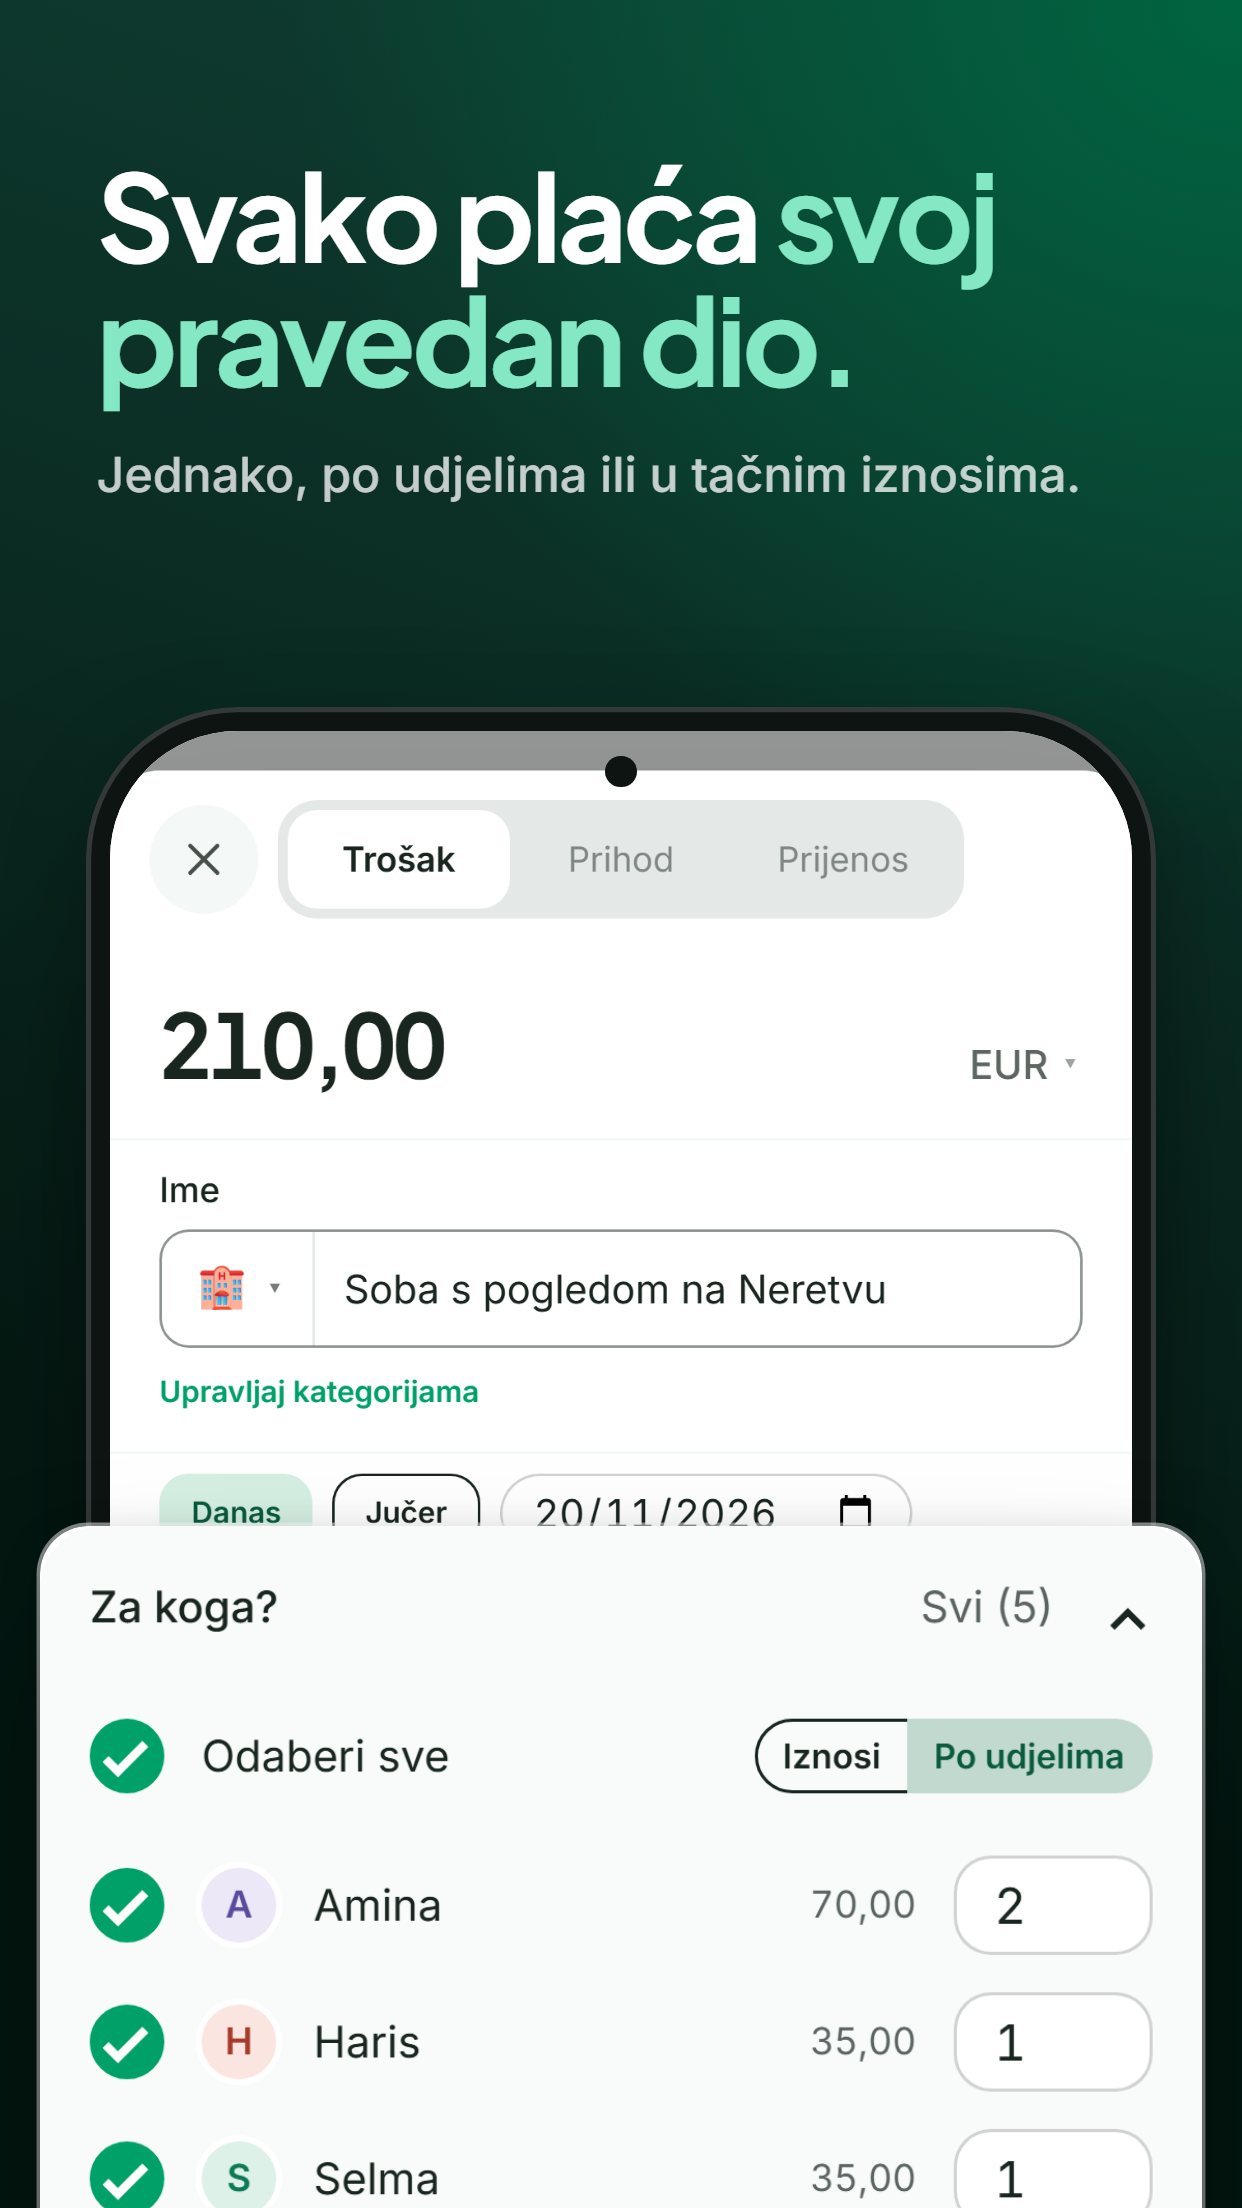 Svako plaća svoj
pravedan dio.
Jednako, po udjelima ili u tačnim iznosima.
Trošak Prihod Prijenos
210,00 EUR
Ime
Soba s pogledom na Neretvu
Upravljaj kategorijama
Danas Jučer 20/11/2026
Za koga? Svi (5)
Odaberi sve Iznosi Po udjelima
A Amina 70,00 2
H Haris 35,00 1
S Selma 35,00 1